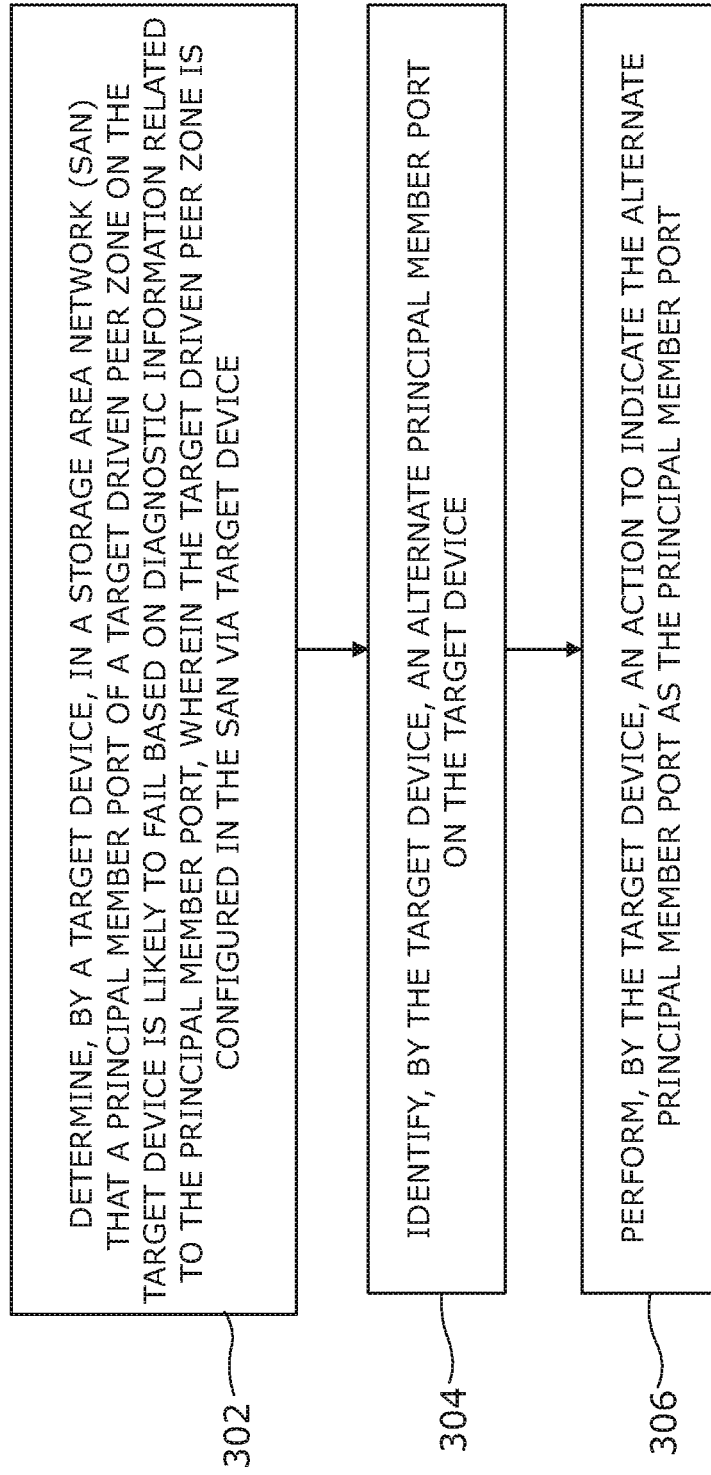 DETERMINE, BY A TARGET DEVICE, IN A STORAGE AREA NETWORK (SAN)
THAT A PRINCIPAL MEMBER PORT OF A TARGET DRIVEN PEER ZONE ON THE
TARGET DEVICE IS LIKELY TO FAIL BASED ON DIAGNOSTIC INFORMATION RELATED
TO THE PRINCIPAL MEMBER PORT, WHEREIN THE TARGET DRIVEN PEER ZONE IS
CONFIGURED IN THE SAN VIA TARGET DEVICE
302
IDENTIFY, BY THE TARGET DEVICE, AN ALTERNATE PRINCIPAL MEMBER PORT
ON THE TARGET DEVICE
304
PERFORM, BY THE TARGET DEVICE, AN ACTION TO INDICATE THE ALTERNATE
PRINCIPAL MEMBER PORT AS THE PRINCIPAL MEMBER PORT
306